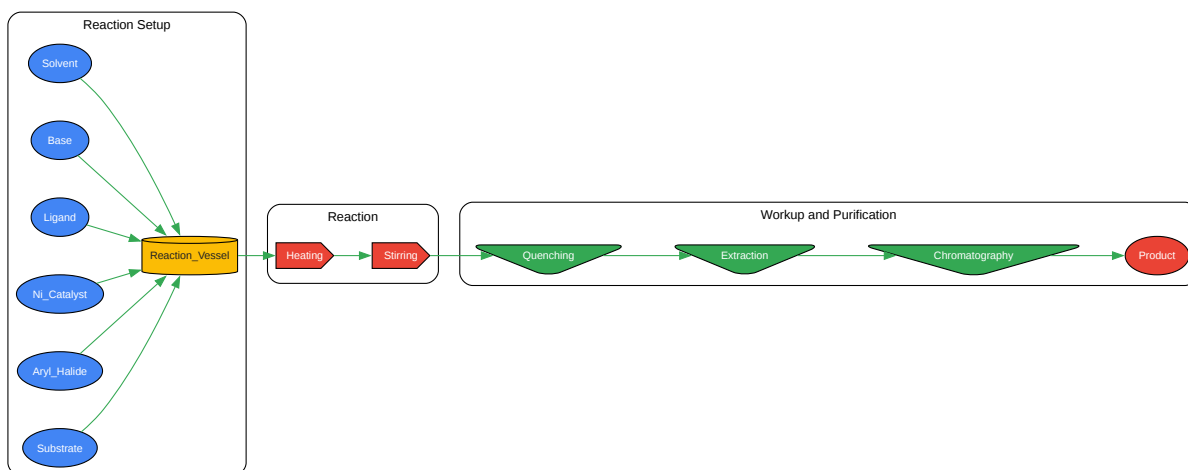 Reaction Setup
Solvent
Base
Ligand
Ni_Catalyst
Aryl_Halide
Substrate
Reaction_Vessel
Reaction
Heating
Stirring
Workup and Purification
Quenching
Extraction
Chromatography
Product